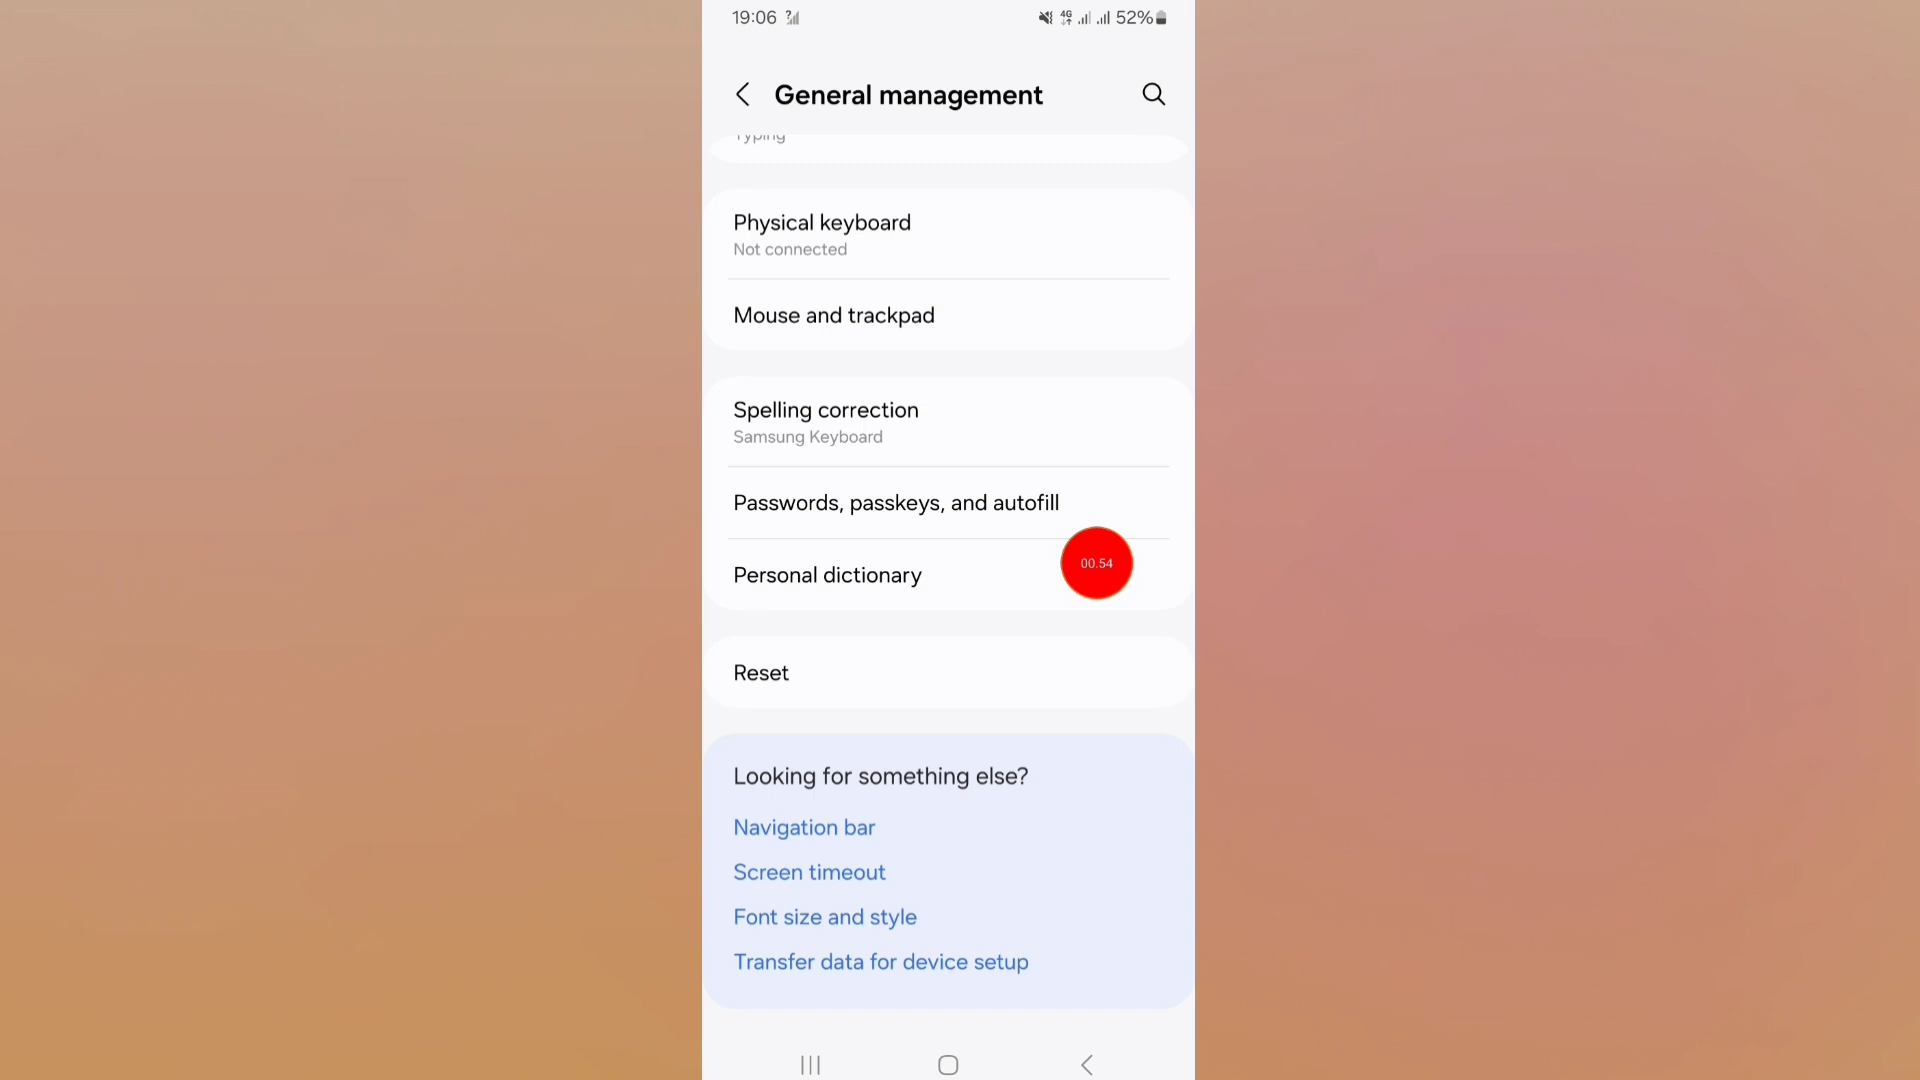 19:06
4G 52%
General management
Typing
Physical keyboard
Not connected
Mouse and trackpad
Spelling correction
Samsung Keyboard
Passwords, passkeys, and autofill
00.54
Personal dictionary
Reset
Looking for something else?
Navigation bar
Screen timeout
Font size and style
Transfer data for device setup